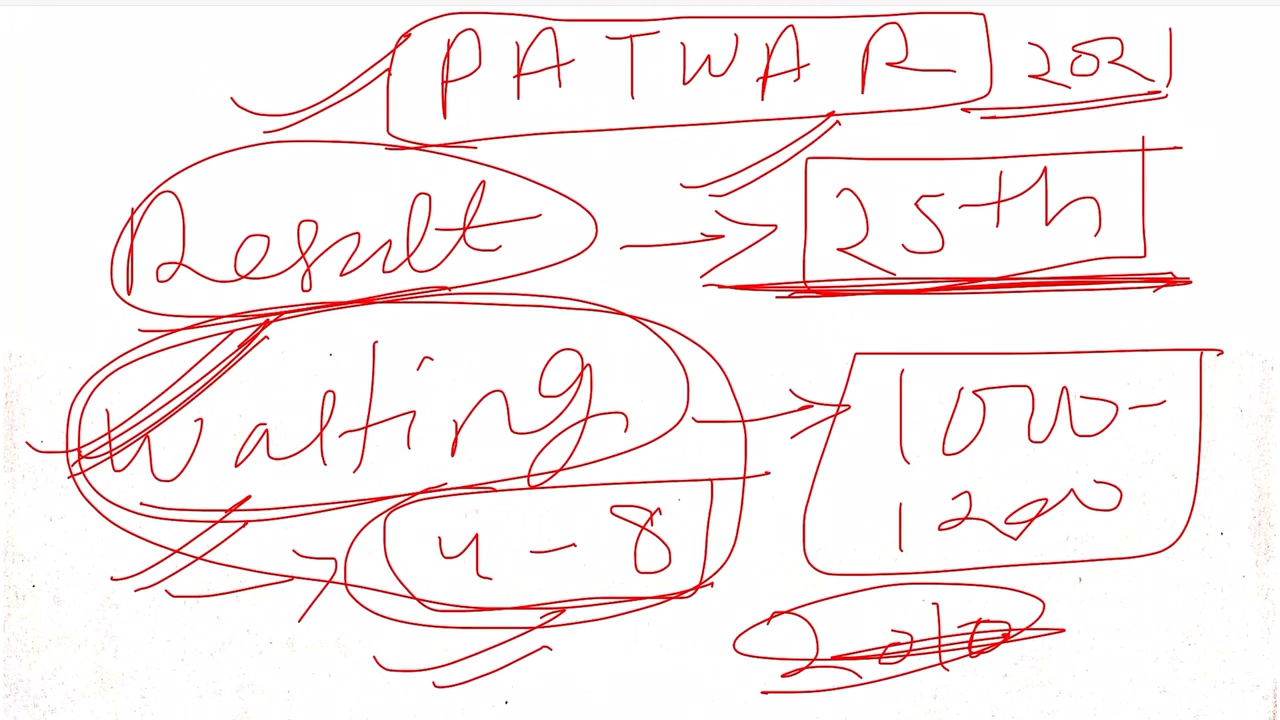 PATWAR 2021
Result → 25th
Waiting → 1000-
1200
→ 4-8
2010